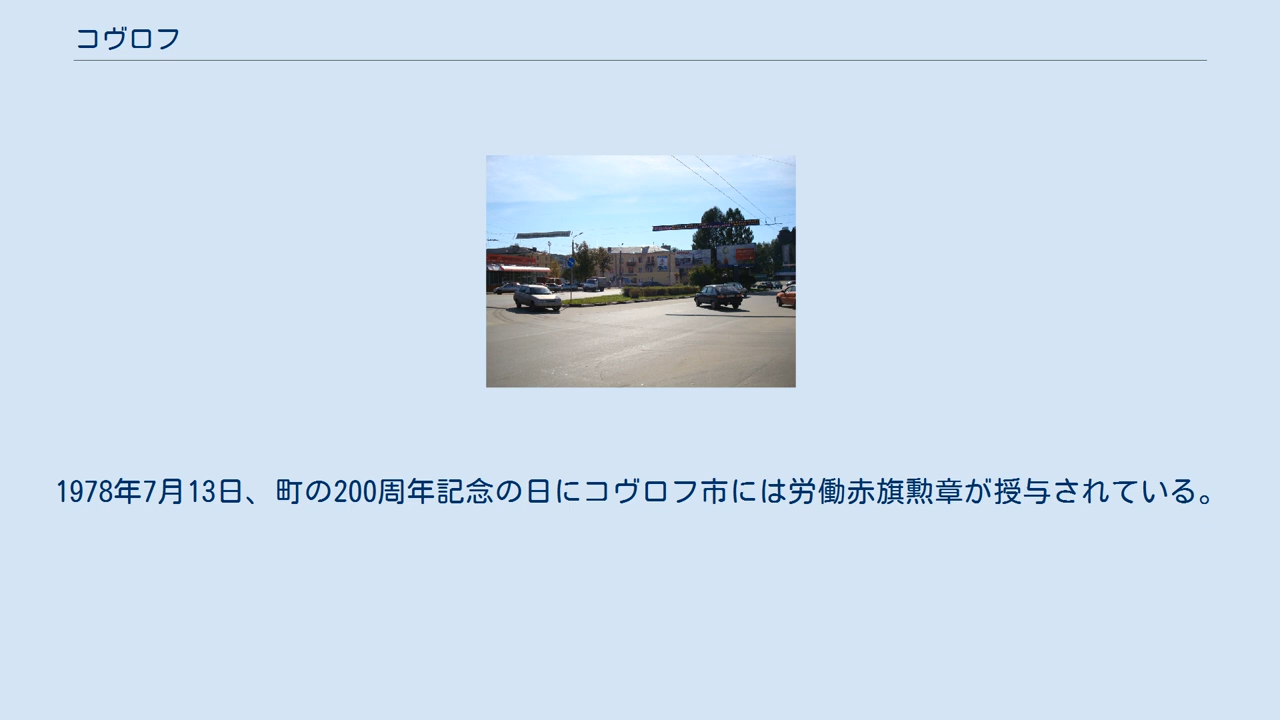 コヴロフ
1978年7月13日、町の200周年記念の日にコヴロフ市には労働赤旗勲章が授与されている。